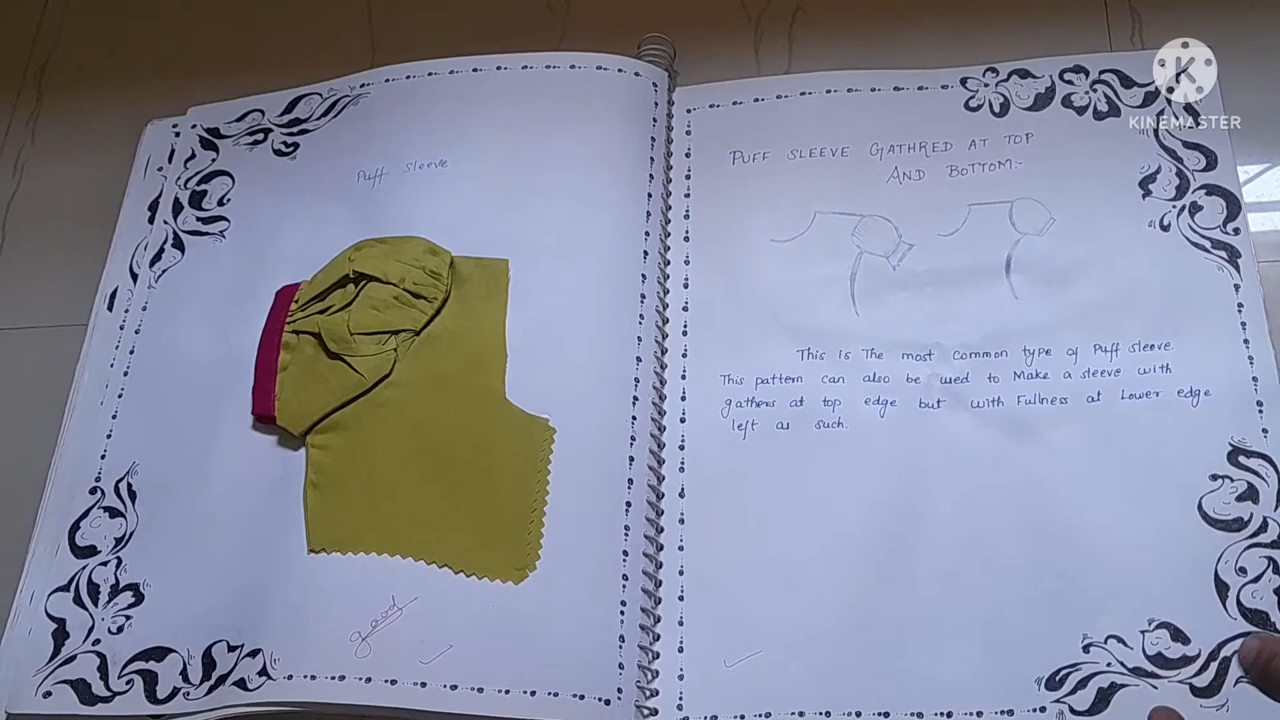 Puff Sleeve
good
PUFF SLEEVE GATHRED AT TOP
AND BOTTOM:-
This is The most Common type of Puff sleeve.
This pattern can also be used to Make a sleeve with
gathers at top edge but with Fullness at Lower edge
left as such.
KINEMASTER